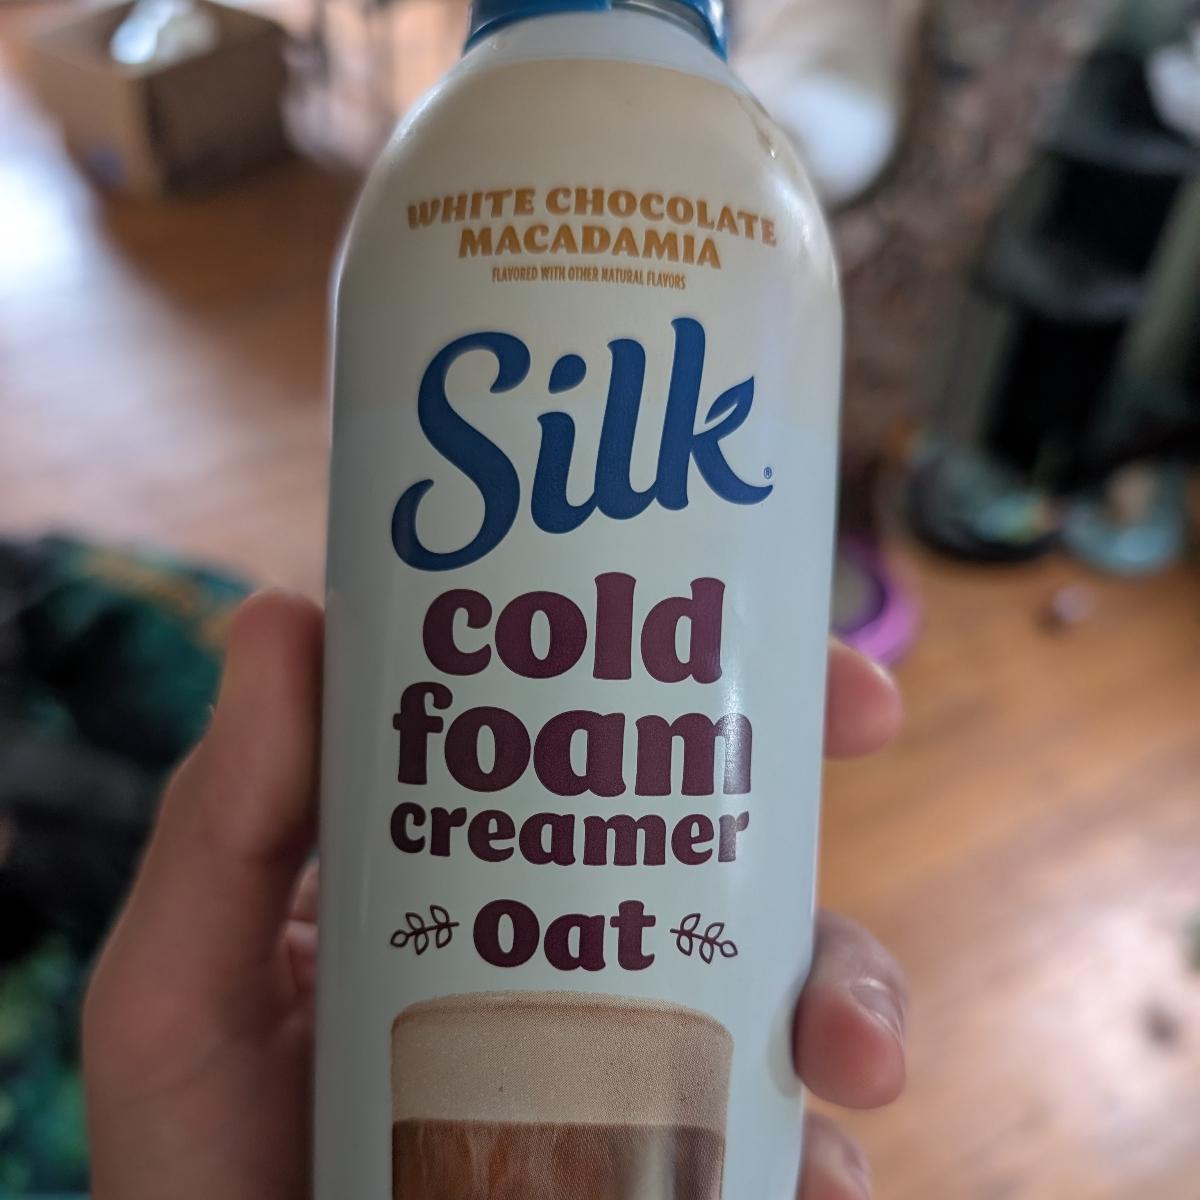 WHITE CHOCOLATE
MACADAMIA
FLAVORED WITH OTHER NATURAL FLAVORS
Silk®
cold
foam
creamer
oat